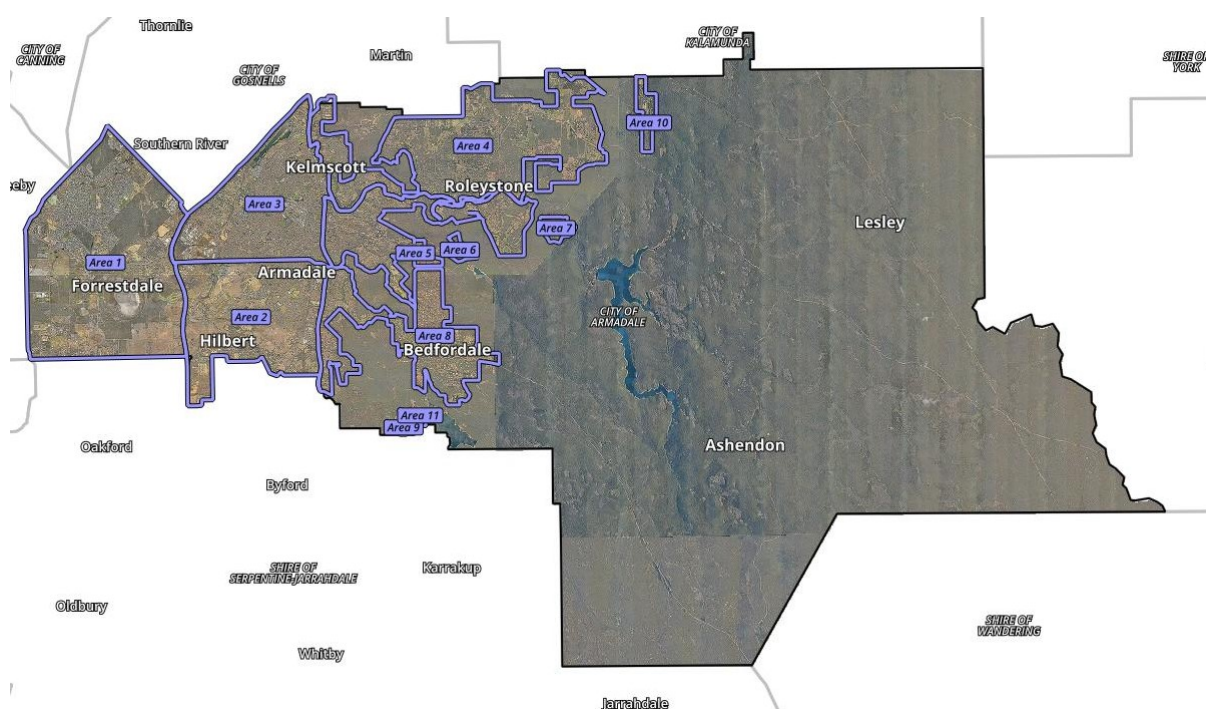 Thornlie
CITY OF
CANNING
Martin
CITY OF
KALAMUNDA
SHIRE OF
YORK
CITY OF
GOSNELLS
Southern River
Area 10
Area 4
Kelmscott
eeby
Roleystone
Area 3
Lesley
Area 7
Area 6
Area 5
Area 1
Armadale
Forrestdale
Area 2
CITY OF
ARMADALE
Area 8
Hilbert
Bedfordale
Area 11
Area 9
Oakford
Ashendon
Byford
SHIRE OF
SERPENTINE-JARRAHDALE
Karrakup
Oldbury
SHIRE OF
WANDERING
Whitby
Jarrahdale